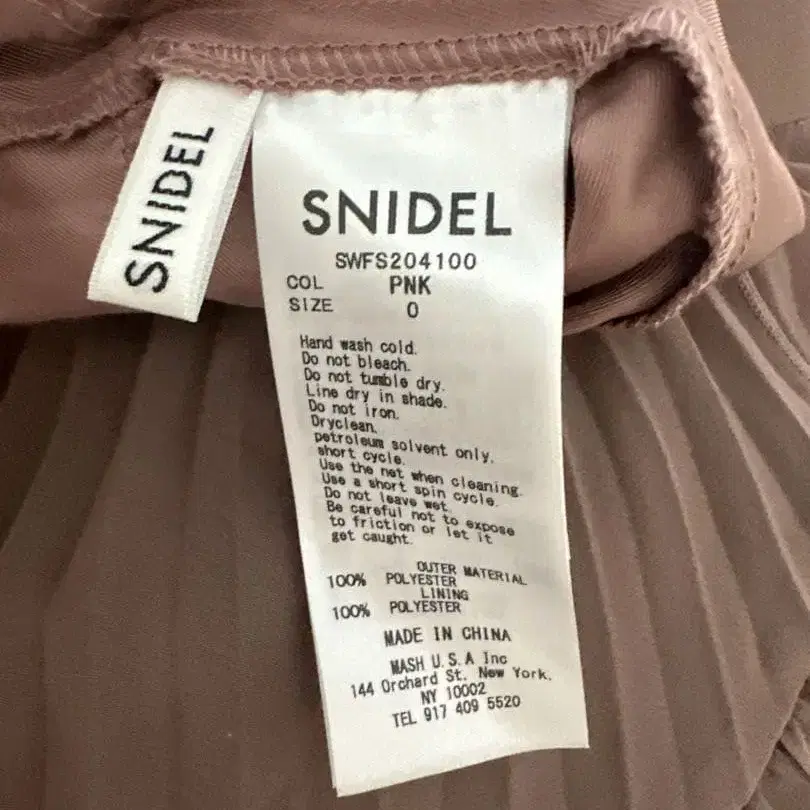 SNIDEL
SNIDEL
SWFS204100
COL PNK
SIZE 0
Hand wash cold.
Do not bleach.
Do not tumble dry.
Line dry in shade.
Do not iron.
Dryclean.
petroleum solvent only,
short cycle.
Use the net when cleaning.
Use a short spin cycle.
Do not leave wet.
Be careful not to expose
to friction or let it
get caught.
OUTER MATERIAL
100% POLYESTER
LINING
100% POLYESTER
MADE IN CHINA
MASH U.S.A Inc
144 Orchard St. New York,
NY 10002
TEL 917 409 5520